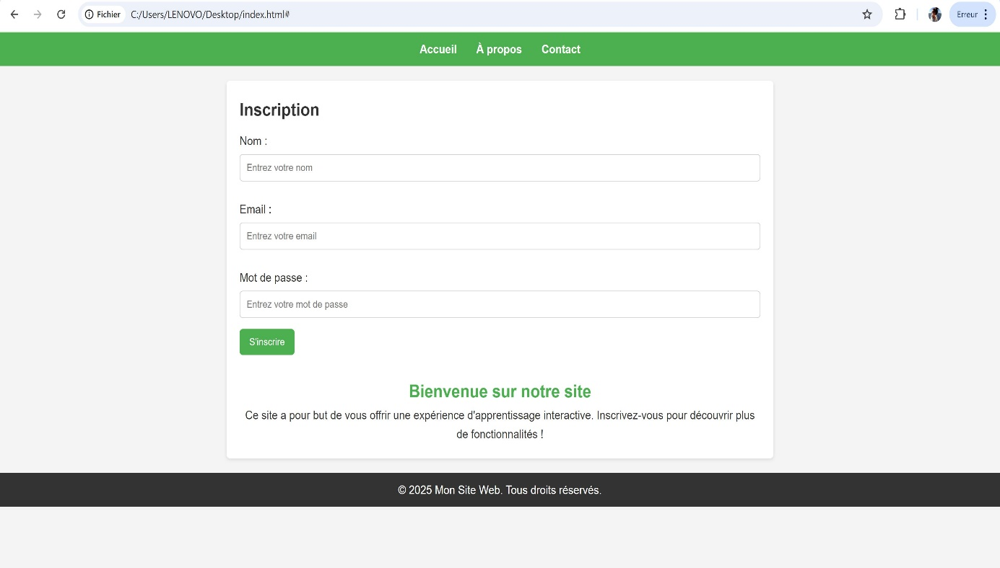 Fichier C:/Users/LENOVO/Desktop/index.html# Erreur
Accueil À propos Contact
Inscription
Nom :
Entrez votre nom
Email :
Entrez votre email
Mot de passe :
Entrez votre mot de passe
S'inscrire
Bienvenue sur notre site
Ce site a pour but de vous offrir une expérience d'apprentissage interactive. Inscrivez-vous pour découvrir plus
de fonctionnalités !
© 2025 Mon Site Web. Tous droits réservés.